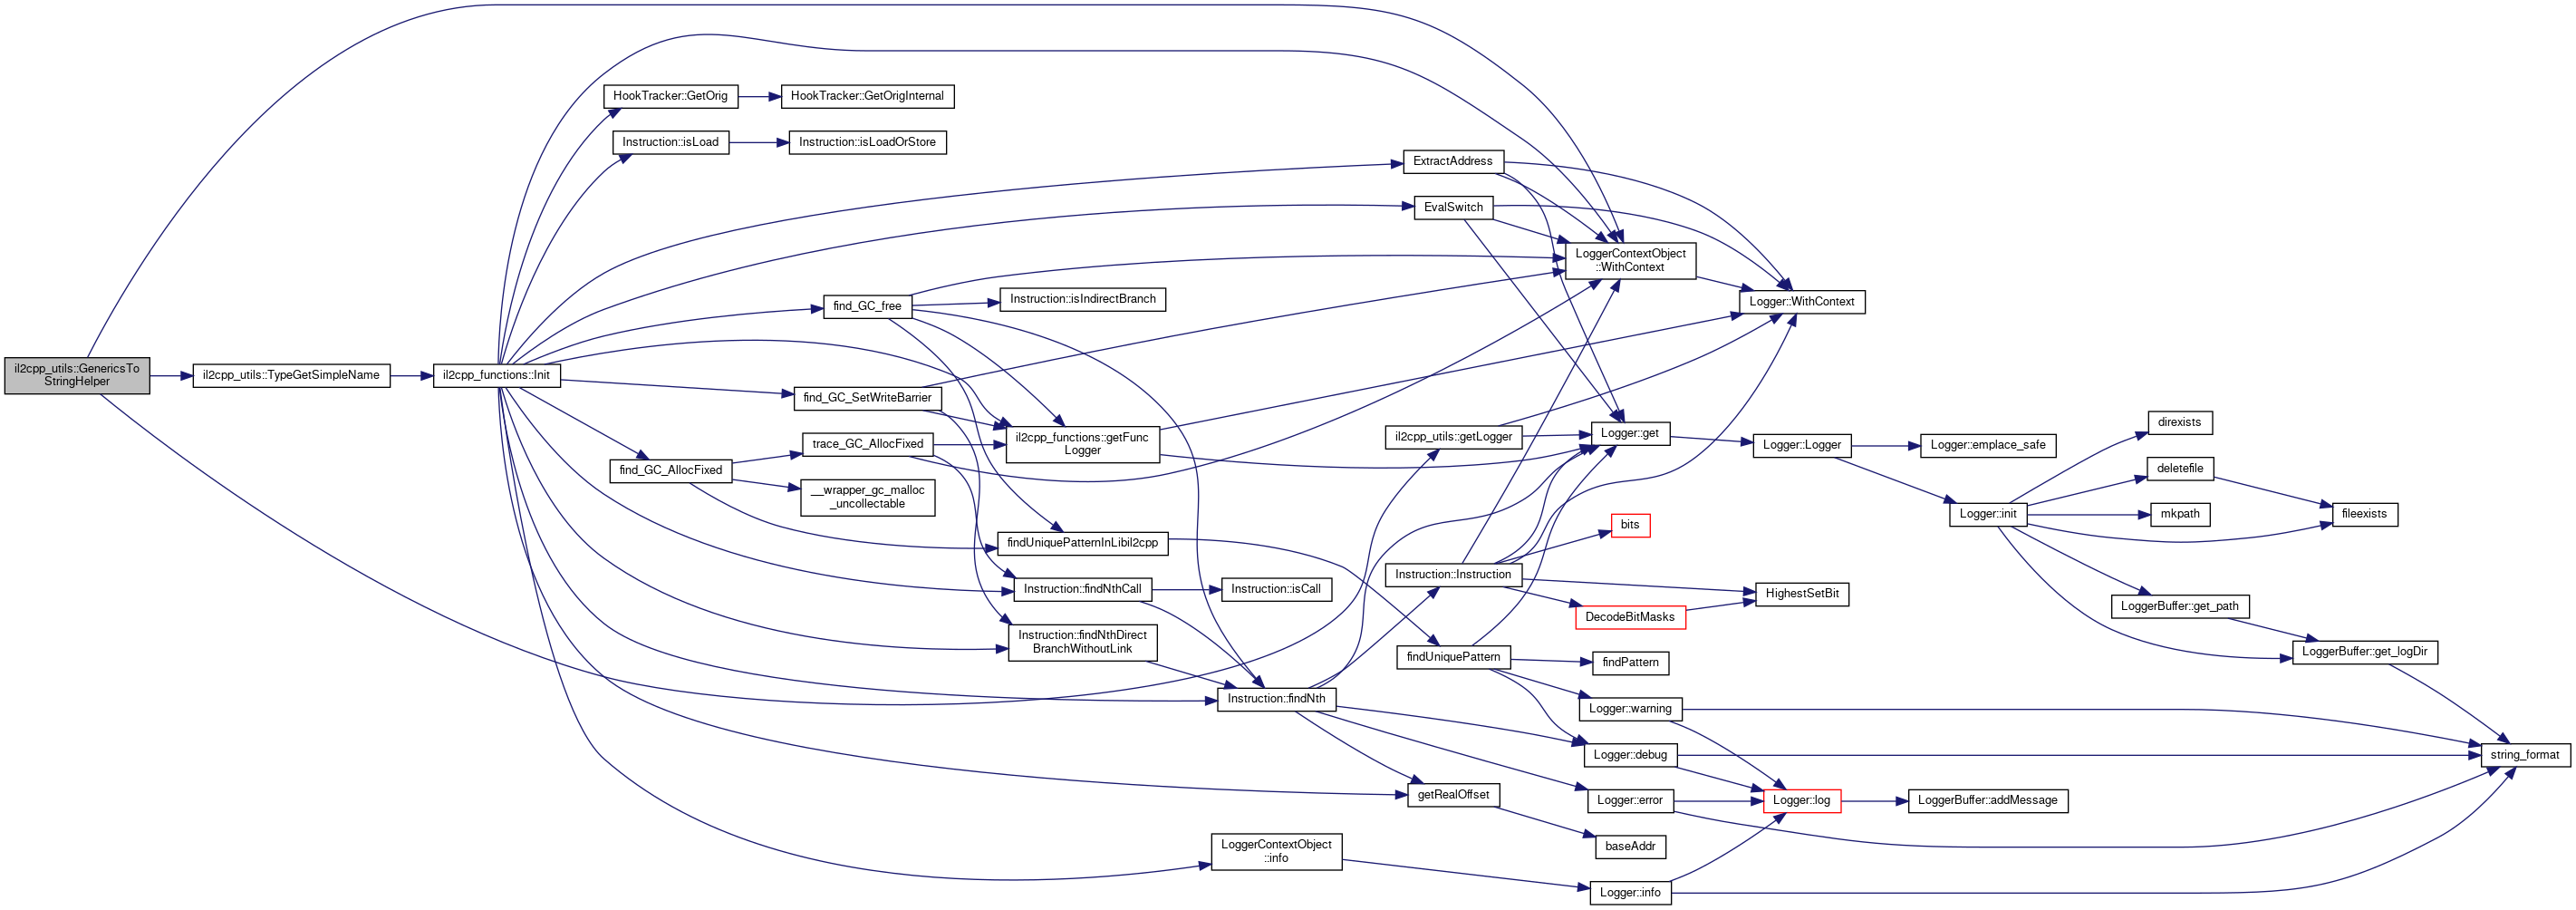 il2cpp_utils::GenericsTo
StringHelper
il2cpp_utils::TypeGetSimpleName
il2cpp_functions::Init
HookTracker::GetOrig
HookTracker::GetOrigInternal
Instruction::isLoad
Instruction::isLoadOrStore
ExtractAddress
EvalSwitch
LoggerContextObject
::WithContext
Logger::WithContext
find_GC_free
Instruction::isIndirectBranch
find_GC_SetWriteBarrier
trace_GC_AllocFixed
il2cpp_functions::getFunc
Logger
find_GC_AllocFixed
__wrapper_gc_malloc
_uncollectable
il2cpp_utils::getLogger
Logger::get
Logger::Logger
Logger::emplace_safe
direxists
deletefile
Logger::init
mkpath
fileexists
findUniquePatternInLibil2cpp
bits
Instruction::Instruction
Instruction::findNthCall
Instruction::isCall
HighestSetBit
DecodeBitMasks
LoggerBuffer::get_path
Instruction::findNthDirect
BranchWithoutLink
findUniquePattern
findPattern
LoggerBuffer::get_logDir
Instruction::findNth
Logger::warning
Logger::debug
string_format
getRealOffset
Logger::error
Logger::log
LoggerBuffer::addMessage
LoggerContextObject
::info
baseAddr
Logger::info